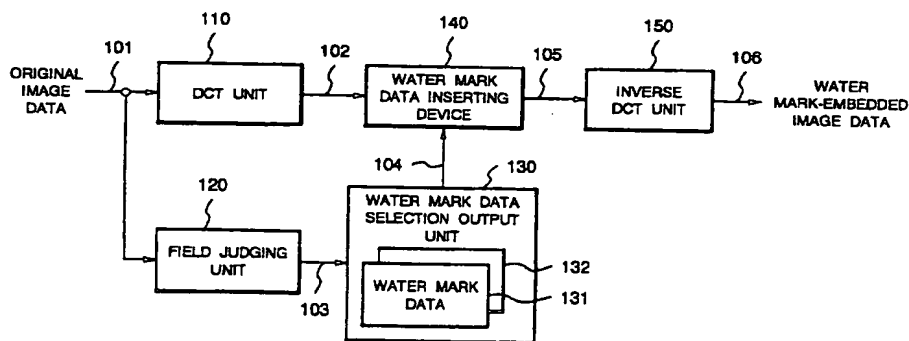 110
140
150
101
102
105
106
ORIGINAL
IMAGE
DATA
DCT UNIT
WATER MARK
DATA INSERTING
DEVICE
INVERSE
DCT UNIT
WATER
MARK-EMBEDDED
IMAGE DATA
104
130
120
FIELD JUDGING
UNIT
103
WATER MARK DATA
SELECTION OUTPUT
UNIT
132
WATER MARK
DATA
131